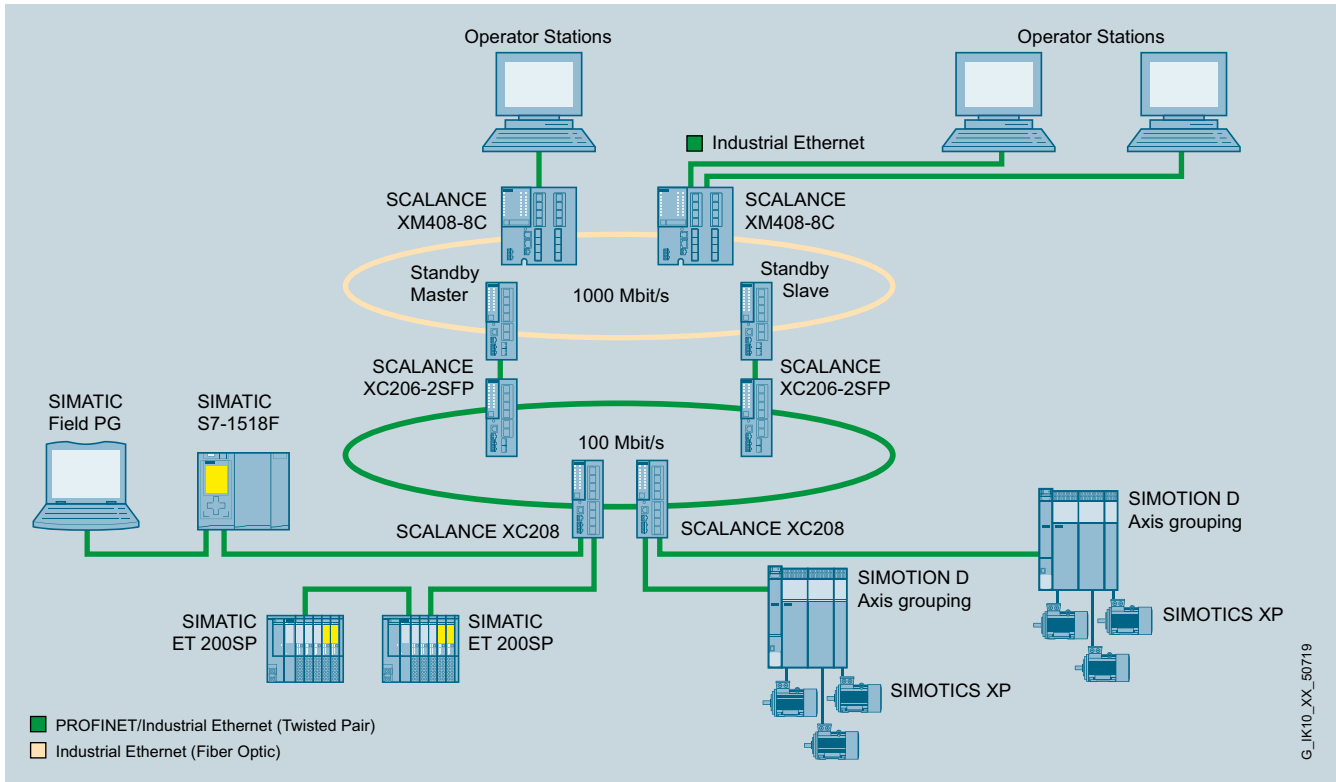 Operator Stations
Operator Stations
Industrial Ethernet
SCALANCE
XM408-8C
SCALANCE
XM408-8C
Standby
Master
1000 Mbit/s
Standby
Slave
SCALANCE
XC206-2SFP
SCALANCE
XC206-2SFP
SIMATIC
Field PG
SIMATIC
S7-1518F
100 Mbit/s
SCALANCE XC208
SCALANCE XC208
SIMOTION D
Axis grouping
SIMOTION D
Axis grouping
SIMATIC
ET 200SP
SIMATIC
ET 200SP
SIMOTICS XP
SIMOTICS XP
PROFINET/Industrial Ethernet (Twisted Pair)
Industrial Ethernet (Fiber Optic)
G_IK10_XX_50719